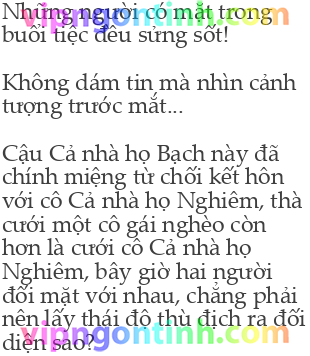 Những người có mặt trong
buổi tiệc đều sửng sốt!
Không dám tin mà nhìn cảnh
tượng trước mắt...
Cậu Cả nhà họ Bạch này đã
chính miệng từ chối kết hôn
với cô Cả nhà họ Nghiêm, thà
cưới một cô gái nghèo còn
hơn là cưới cô Cả nhà họ
Nghiêm, bây giờ hai người
đối mặt với nhau, chẳng phải
nên lấy thái độ thù địch ra đối
diện sao?
vipngontinh.com
vipngontinh.com
vipngontinh.com